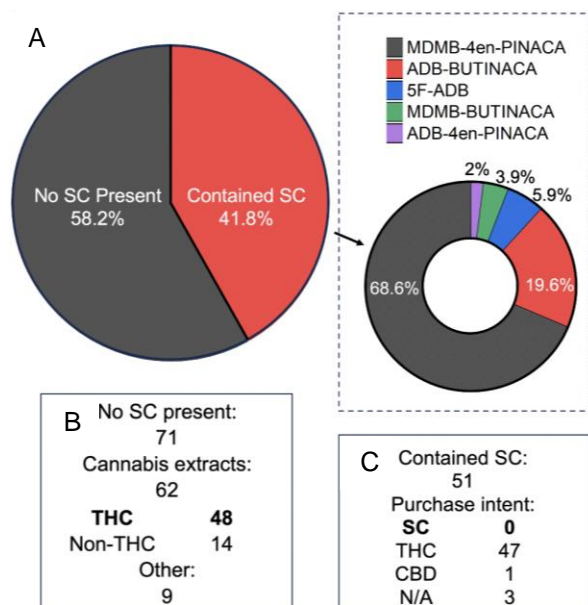 A
No SC Present
58.2%
Contained SC
41.8%
MDMB-4en-PINACA
ADB-BUTINACA
5F-ADB
MDMB-BUTINACA
ADB-4en-PINACA
2%
3.9%
5.9%
19.6%
68.6%
B
No SC present:
71
Cannabis extracts:
62
THC 48
Non-THC 14
Other:
9
C
Contained SC:
51
Purchase intent:
SC 0
THC 47
CBD 1
N/A 3